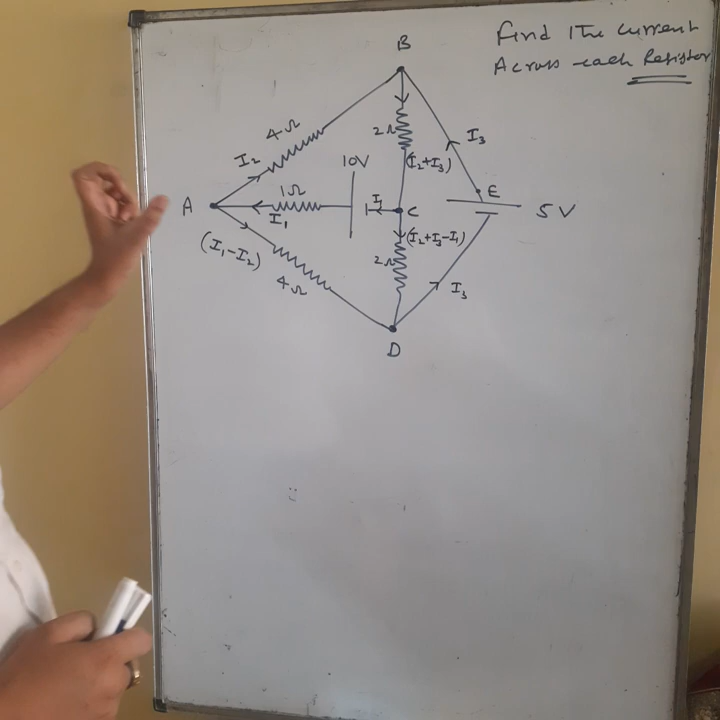 Find The current
Across each Resistor
B
4Ω
2Ω
I₂
I₃
(I₂+I₃)
10V
1Ω
A
I₁
I₁
C
E
5V
(I₁-I₂)
(I₂+I₃-I₁)
2Ω
4Ω
I₃
D